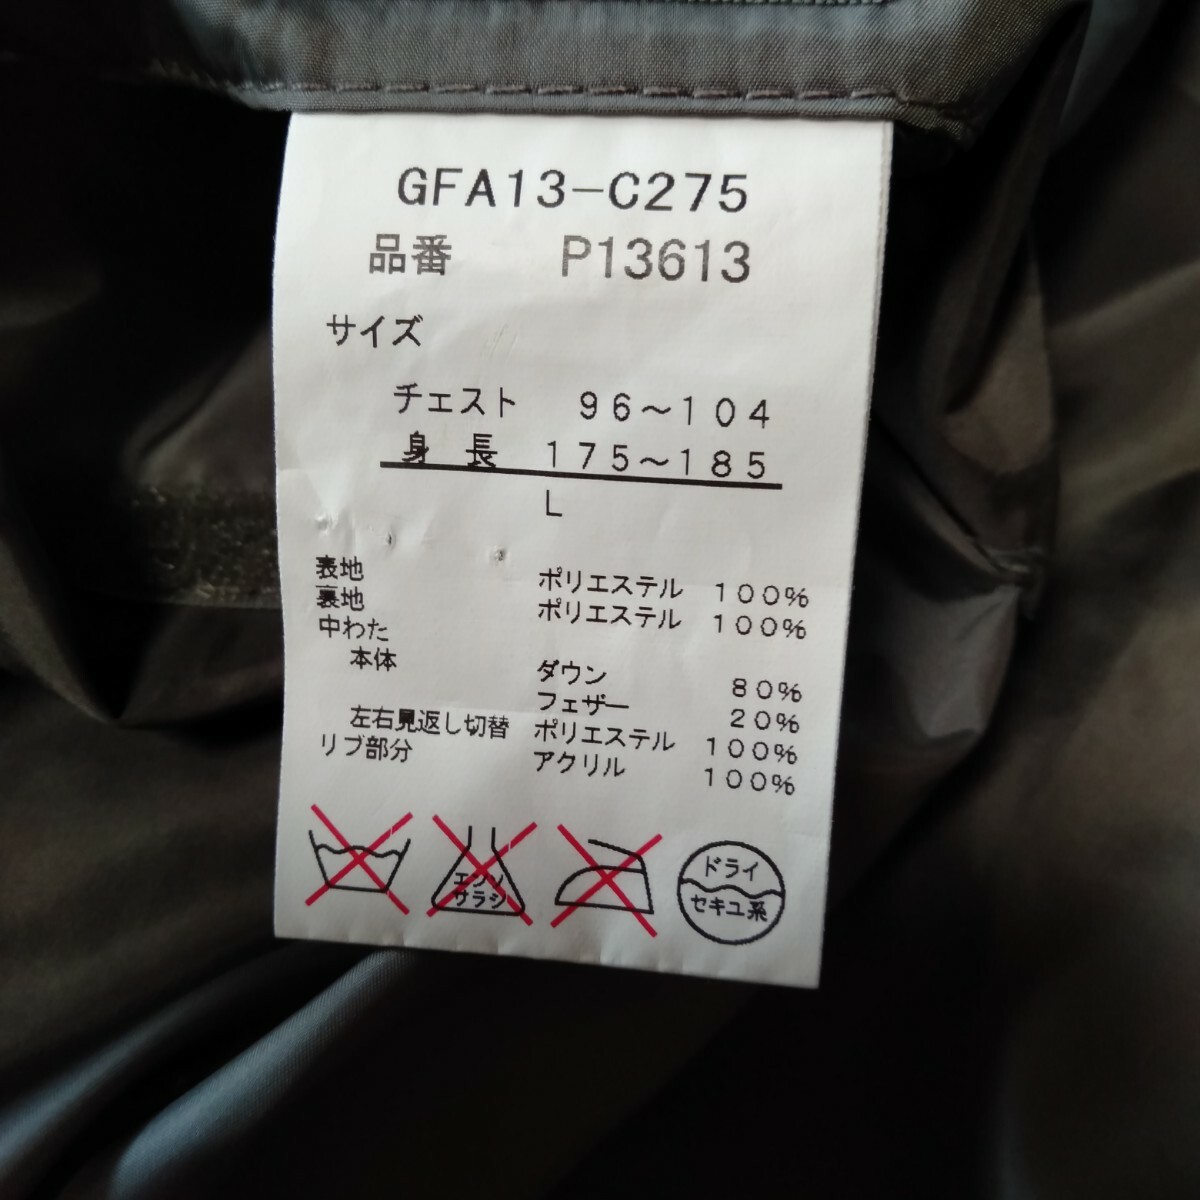 GFA13-C275
品番 P13613
サイズ
チェスト 96～104
身長 175～185
L
表地 ポリエステル 100%
裏地 ポリエステル 100%
中わた
本体 ダウン 80%
フェザー 20%
左右見返し切替 ポリエステル 100%
リブ部分 アクリル 100%
エンソ
サラシ
ドライ
セキユ系